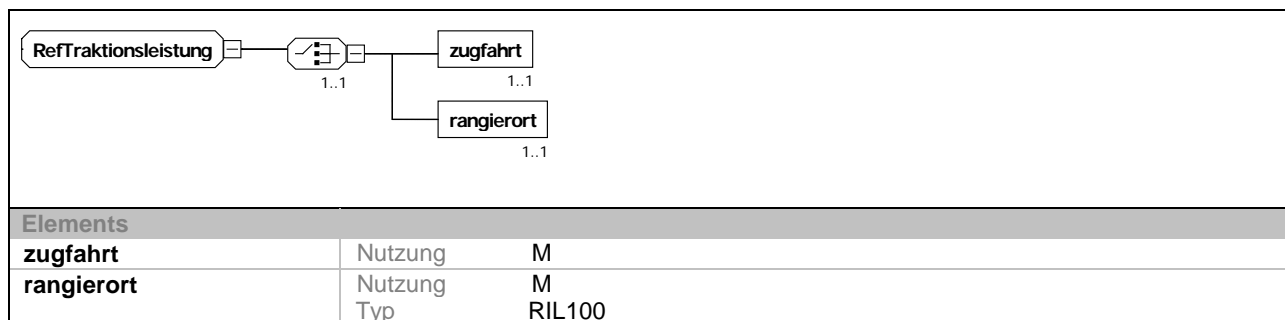 RefTraktionsleistung
zugfahrt
1..1
1..1
rangierort
1..1
Elements
zugfahrt Nutzung M
rangierort Nutzung M
Typ RIL100